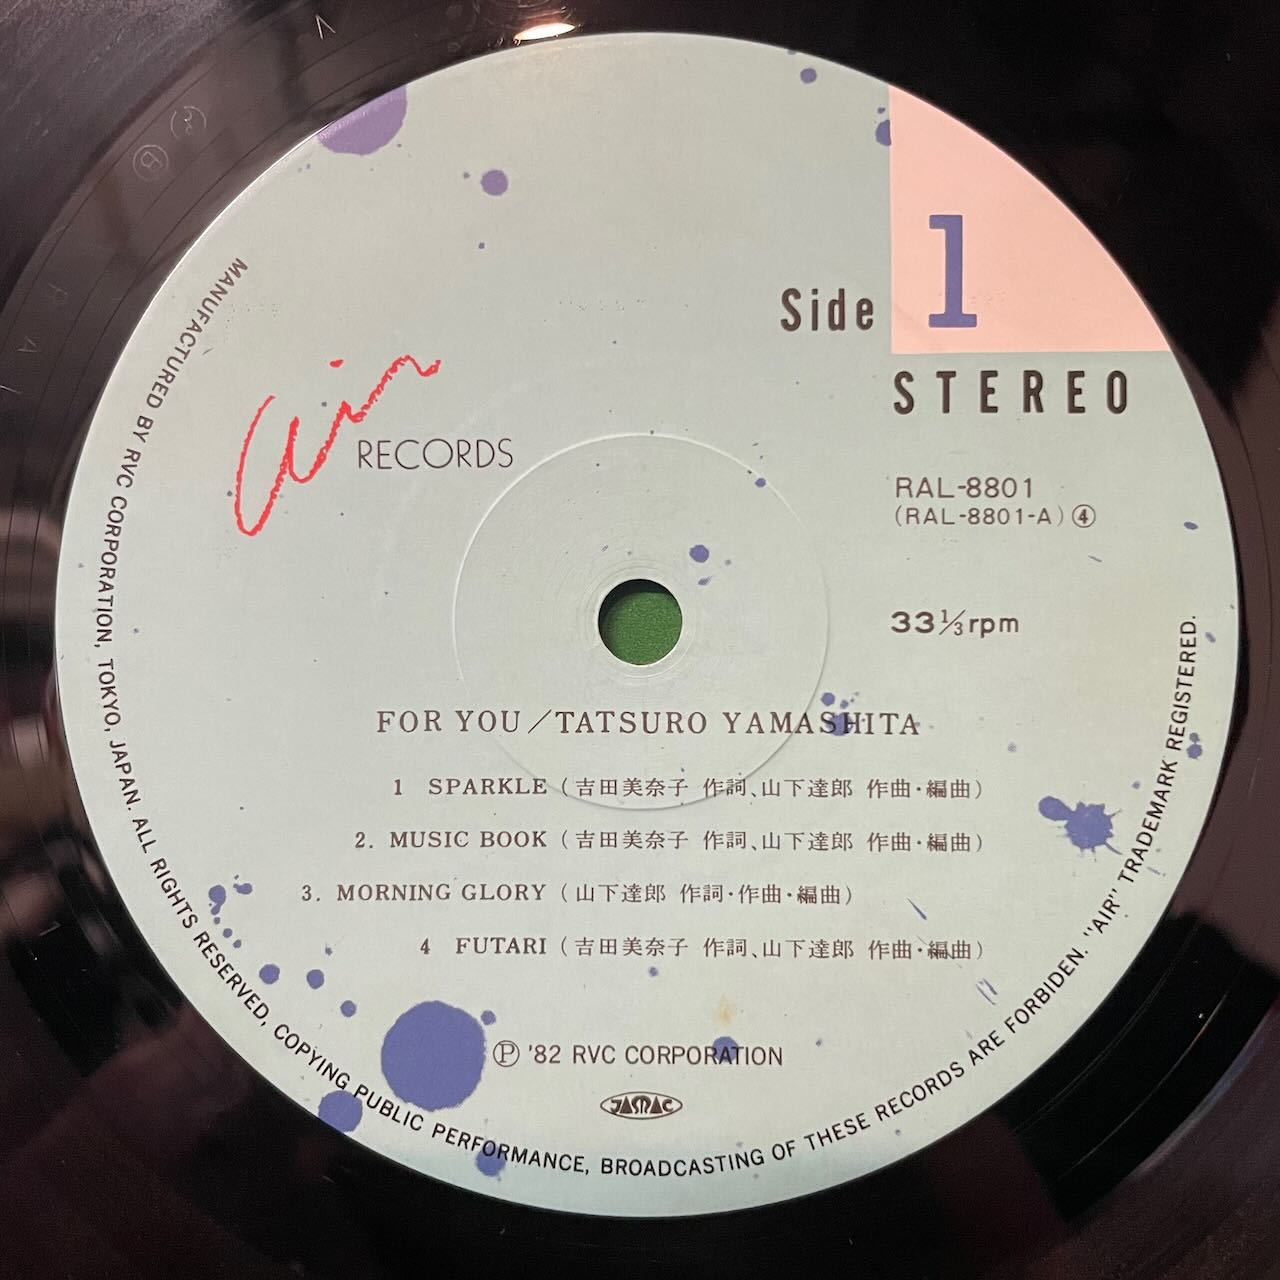 Side 1
STEREO
air
RECORDS
RAL-8801
(RAL-8801-A)④
33⅓rpm
FOR YOU／TATSURO YAMASHITA
1 SPARKLE (吉田美奈子 作詞、山下達郎 作曲・編曲)
2. MUSIC BOOK (吉田美奈子 作詞、山下達郎 作曲・編曲)
3. MORNING GLORY (山下達郎 作詞・作曲・編曲)
4 FUTARI (吉田美奈子 作詞、山下達郎 作曲・編曲)
Ⓟ '82 RVC CORPORATION
JASRAC
MANUFACTURED BY RVC CORPORATION, TOKYO, JAPAN. ALL RIGHTS RESERVED, COPYING PUBLIC PERFORMANCE, BROADCASTING OF THESE RECORDS ARE FORBIDEN. "AIR" TRADEMARK REGISTERED.